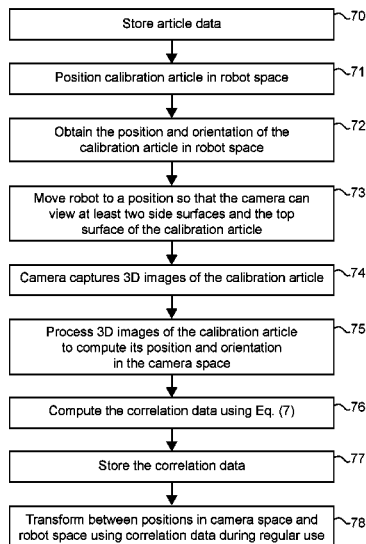 Store article data
70
Position calibration article in robot space
71
Obtain the position and orientation of the
calibration article in robot space
72
Move robot to a position so that the camera can
view at least two side surfaces and the top
surface of the calibration article
73
Camera captures 3D images of the calibration article
74
Process 3D images of the calibration article
to compute its position and orientation
in the camera space
75
Compute the correlation data using Eq. (7)
76
Store the correlation data
77
Transform between positions in camera space and
robot space using correlation data during regular use
78